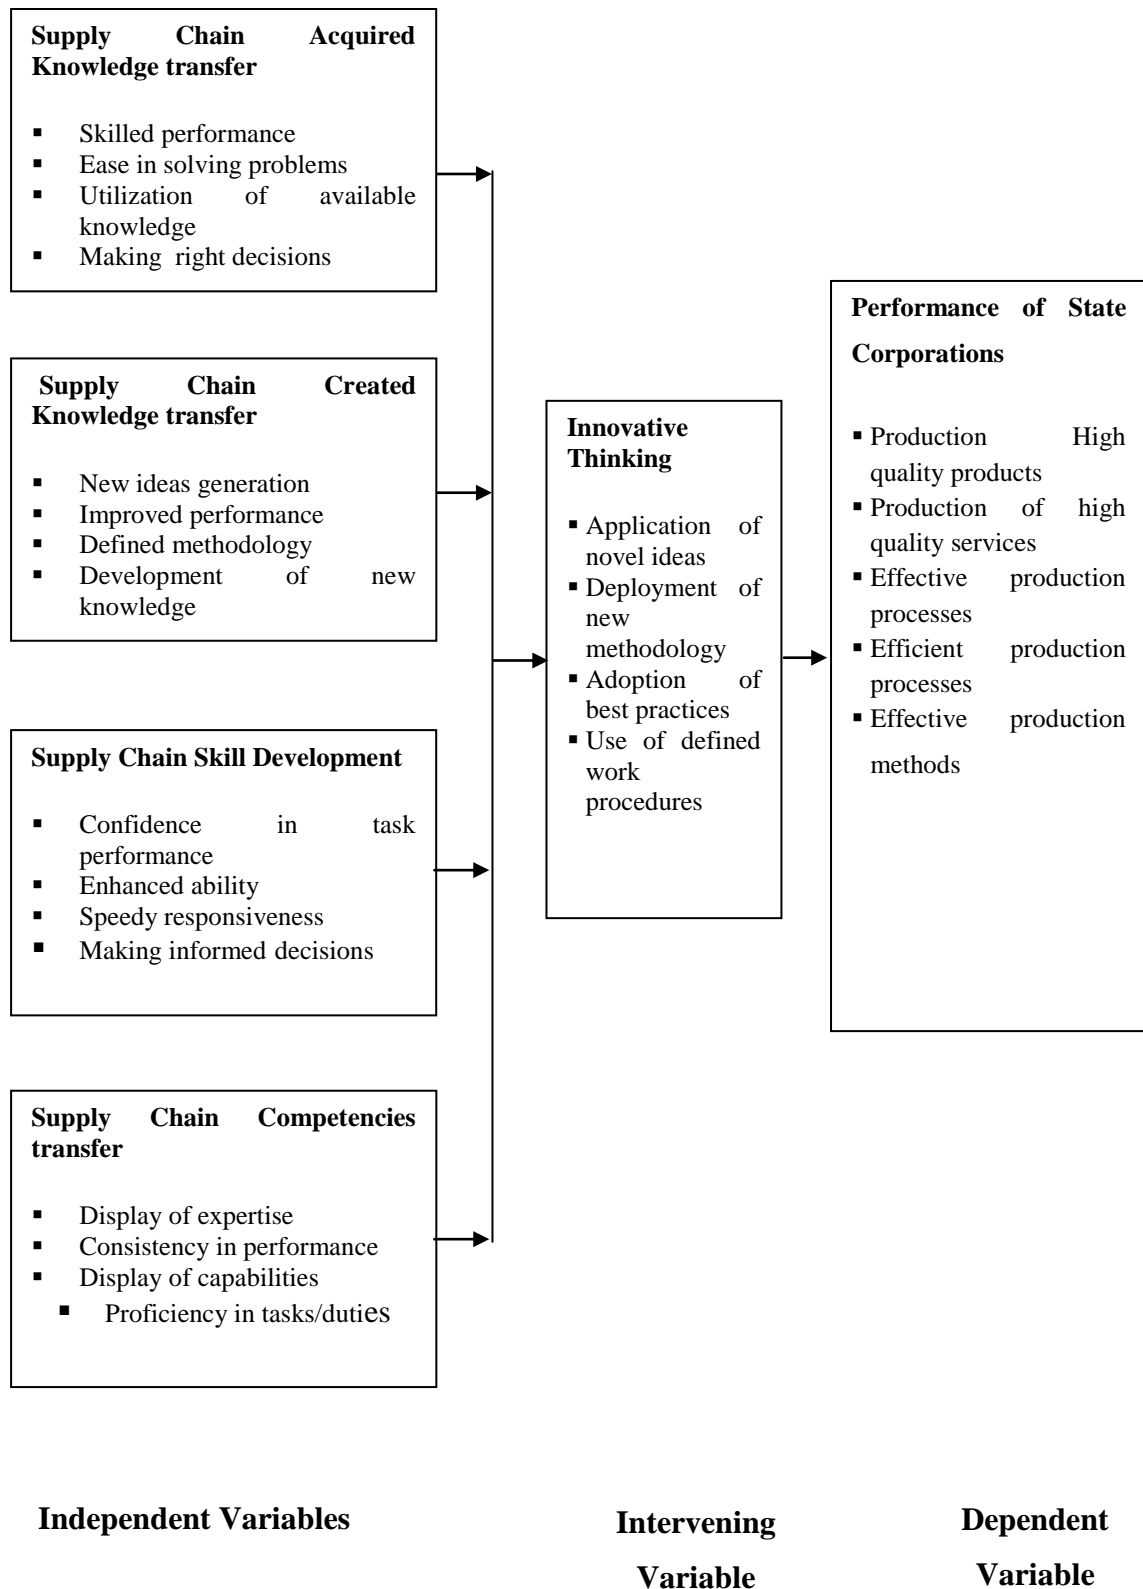 Supply Chain Acquired
Knowledge transfer
▪ Skilled performance
▪ Ease in solving problems
▪ Utilization of available
knowledge
▪ Making right decisions
Supply Chain Created
Knowledge transfer
▪ New ideas generation
▪ Improved performance
▪ Defined methodology
▪ Development of new
knowledge
Supply Chain Skill Development
▪ Confidence in task
performance
▪ Enhanced ability
▪ Speedy responsiveness
▪ Making informed decisions
Supply Chain Competencies
transfer
▪ Display of expertise
▪ Consistency in performance
▪ Display of capabilities
▪ Proficiency in tasks/duties
Innovative
Thinking
▪ Application of
novel ideas
▪ Deployment of
new
methodology
▪ Adoption of
best practices
▪ Use of defined
work
procedures
Performance of State
Corporations
▪ Production High
quality products
▪ Production of high
quality services
▪ Effective production
processes
▪ Efficient production
processes
▪ Effective production
methods
Independent Variables
Intervening
Variable
Dependent
Variable